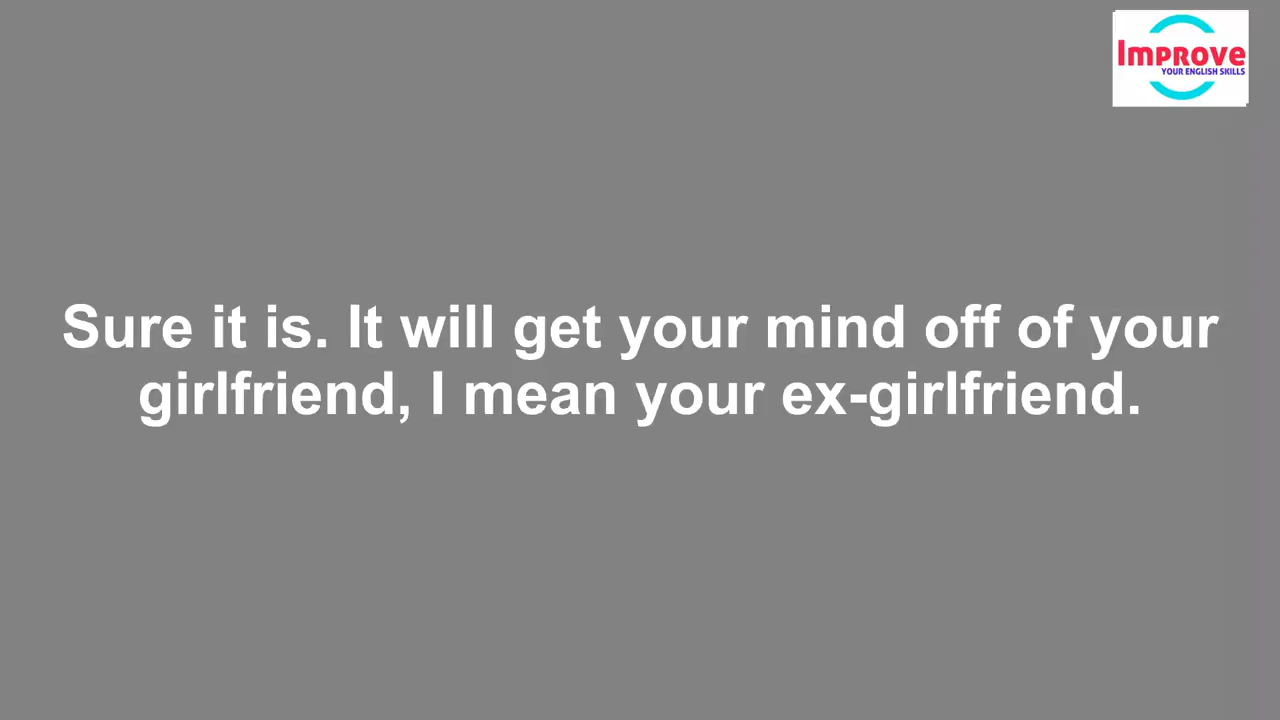 Improve
YOUR ENGLISH SKILLS
Sure it is. It will get your mind off of your
girlfriend, I mean your ex-girlfriend.